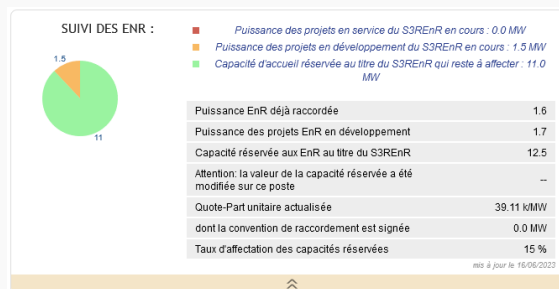 SUIVI DES ENR :
Puissance des projets en service du S3REnR en cours : 0.0 MW
Puissance des projets en développement du S3REnR en cours : 1.5 MW
Capacité d'accueil réservée au titre du S3REnR qui reste à affecter : 11.0
MW
1.5
11
Puissance EnR déjà raccordée 1.6
Puissance des projets EnR en développement 1.7
Capacité réservée aux EnR au titre du S3REnR 12.5
Attention: la valeur de la capacité réservée a été
modifiée sur ce poste --
Quote-Part unitaire actualisée 39.11 k/MW
dont la convention de raccordement est signée 0.0 MW
Taux d'affectation des capacités réservées 15 %
mis à jour le 16/06/2023